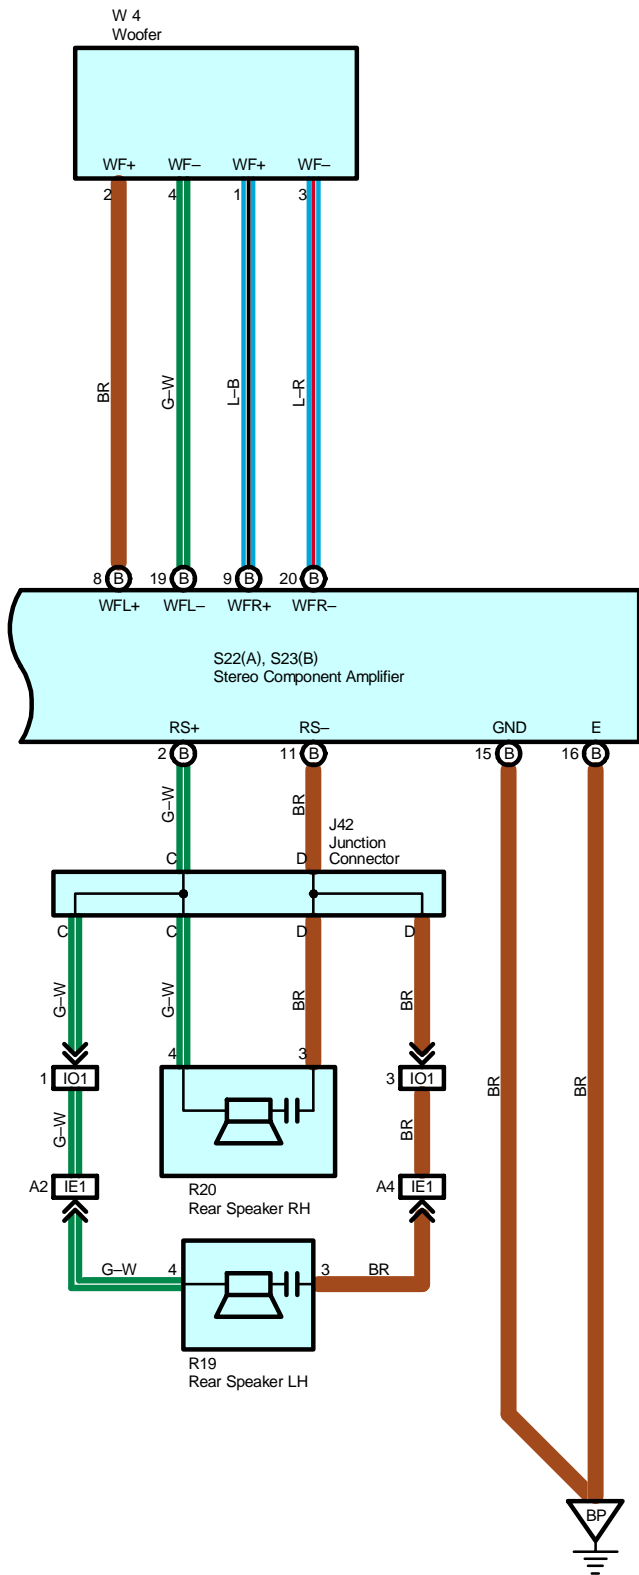 W 4
Woofer
WF+ WF– WF+ WF–
2 4 1 3
BR G–W L–B L–R
8 B 19 B 9 B 20 B
WFL+ WFL– WFR+ WFR–
S22(A), S23(B)
Stereo Component Amplifier
RS+ RS– GND E
2 B 11 B 15 B 16 B
G–W BR
J42
Junction
Connector
C D
C C D D
G–W G–W BR BR
4 3
1 IO1 3 IO1
G–W BR BR BR
A2 IE1 A4 IE1
R20
Rear Speaker RH
G–W 4 3 BR
R19
Rear Speaker LH
BP